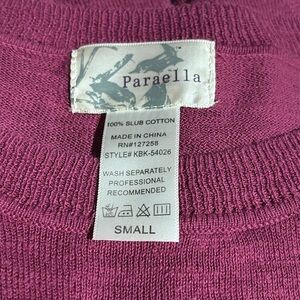 Paraella
100% SLUB COTTON
MADE IN CHINA
RN#127258
STYLE# KBK-54026
WASH SEPARATELY
PROFESSIONAL
RECOMMENDED
SMALL